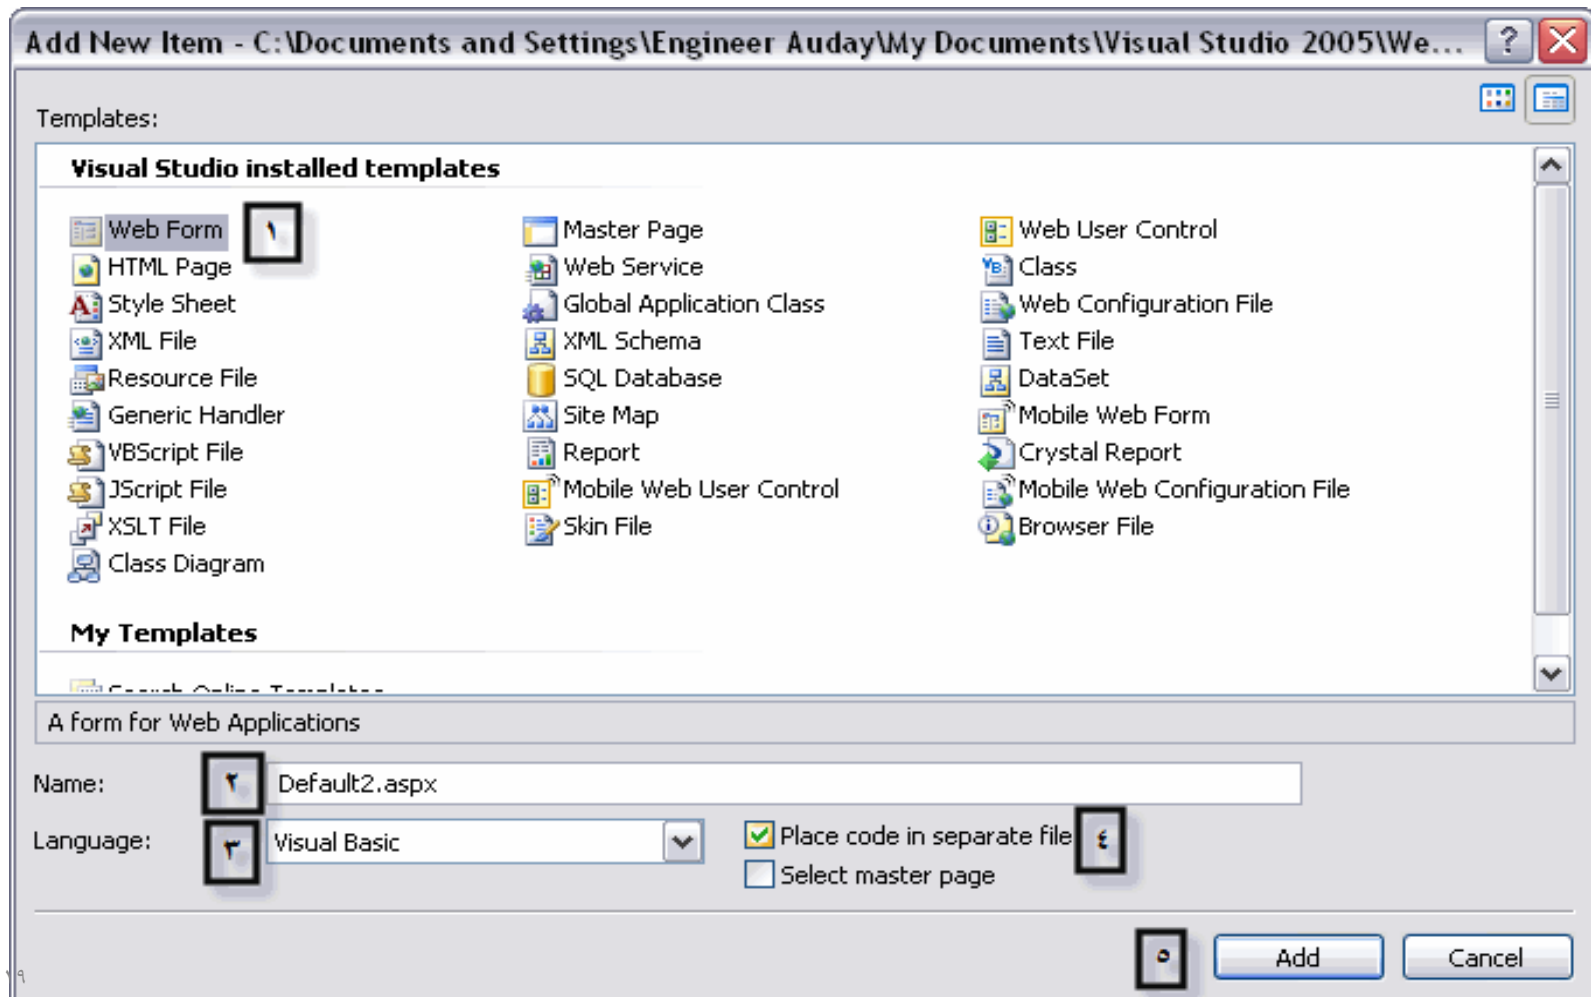 Add New Item - C:\Documents and Settings\Engineer Auday\My Documents\Visual Studio 2005\We...
Templates:
Visual Studio installed templates
Web Form ١ Master Page Web User Control
HTML Page Web Service Class
Style Sheet Global Application Class Web Configuration File
XML File XML Schema Text File
Resource File SQL Database DataSet
Generic Handler Site Map Mobile Web Form
VBScript File Report Crystal Report
JScript File Mobile Web User Control Mobile Web Configuration File
XSLT File Skin File Browser File
Class Diagram
My Templates
Search Online Templates
A form for Web Applications
Name: ٢ Default2.aspx
Language: ٣ Visual Basic Place code in separate file ٤
Select master page
٥ Add Cancel
٧٩